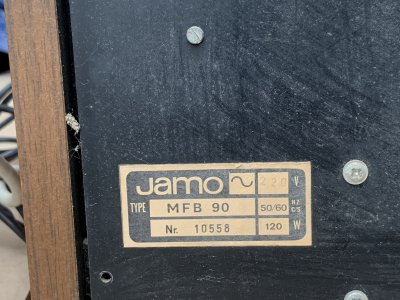 Jamo ~ 220 V
TYPE MFB 90 50/60 HZ C/S
Nr. 10558 120 W